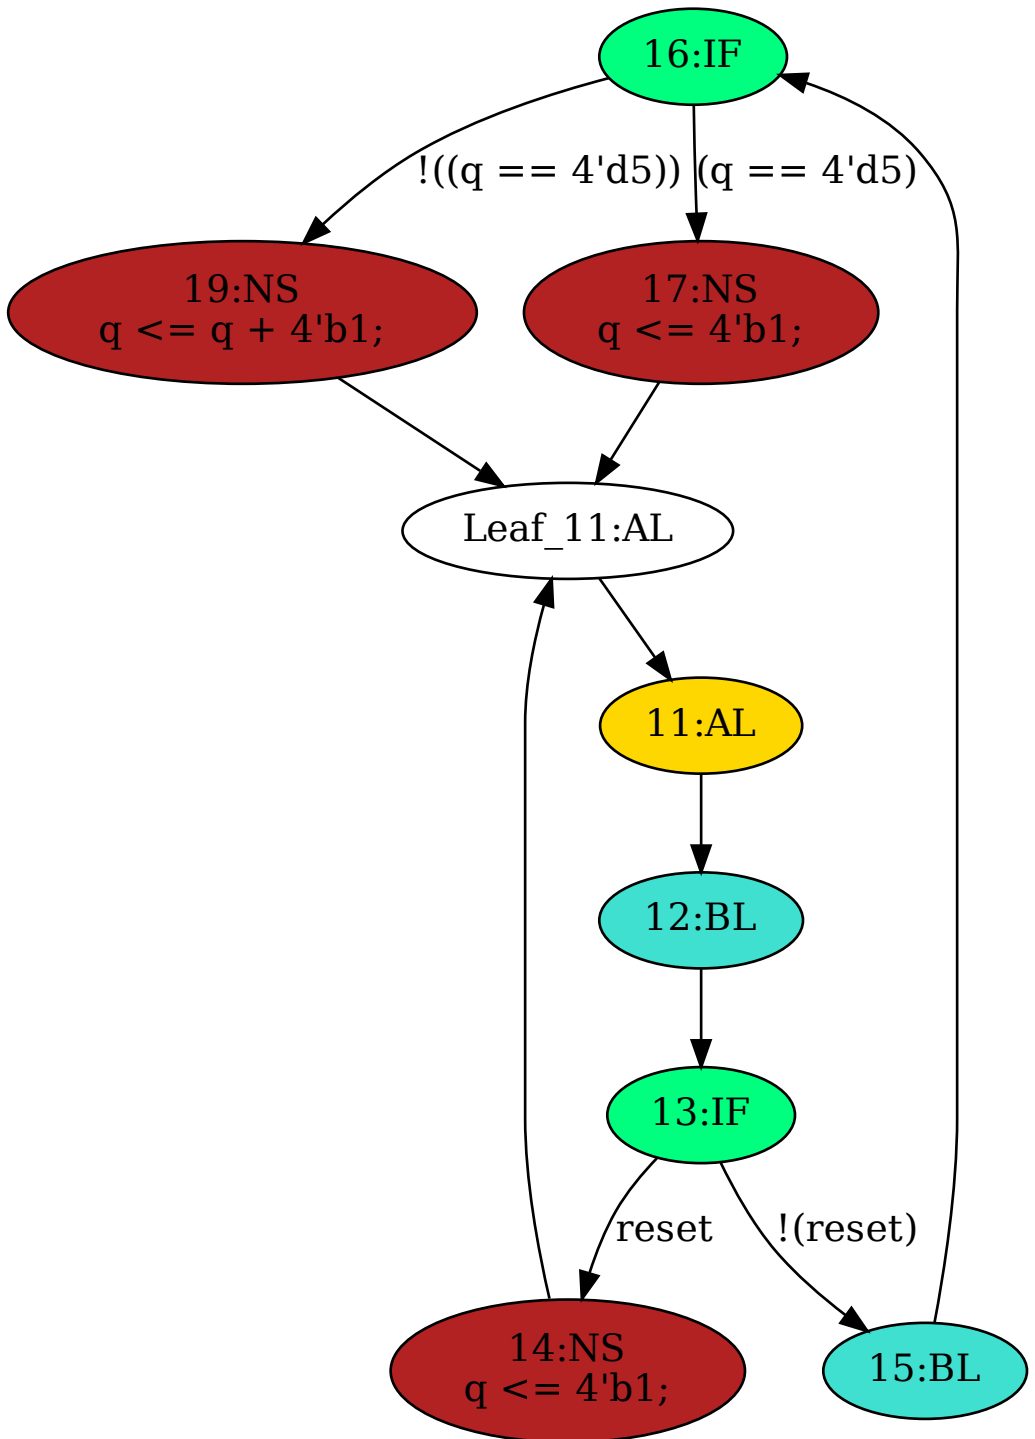 16:IF
!((q == 4'd5))
(q == 4'd5)
19:NS
q <= q + 4'b1;
17:NS
q <= 4'b1;
Leaf_11:AL
11:AL
12:BL
13:IF
reset
!(reset)
14:NS
q <= 4'b1;
15:BL